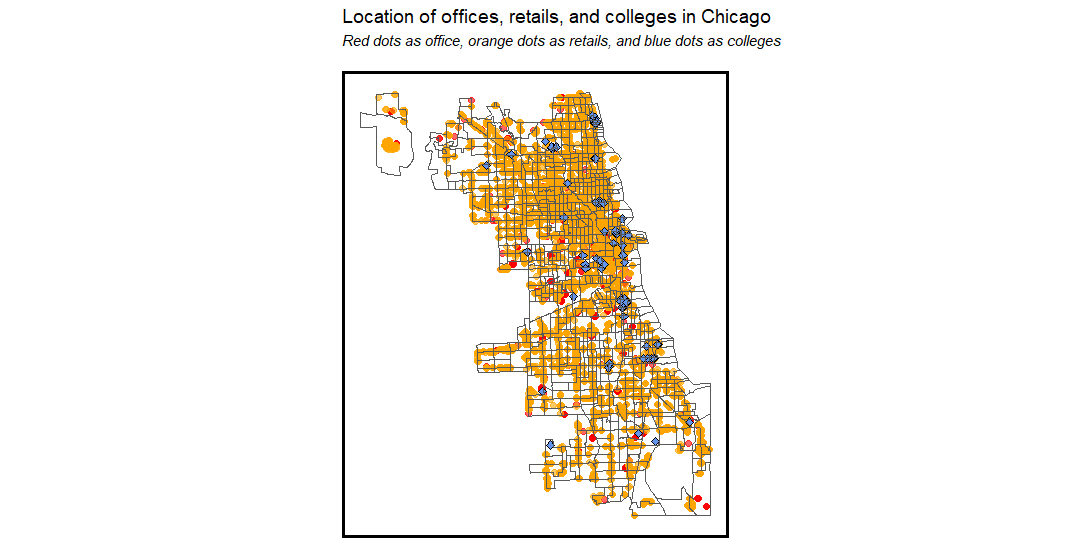 Location of offices, retails, and colleges in Chicago
Red dots as office, orange dots as retails, and blue dots as colleges